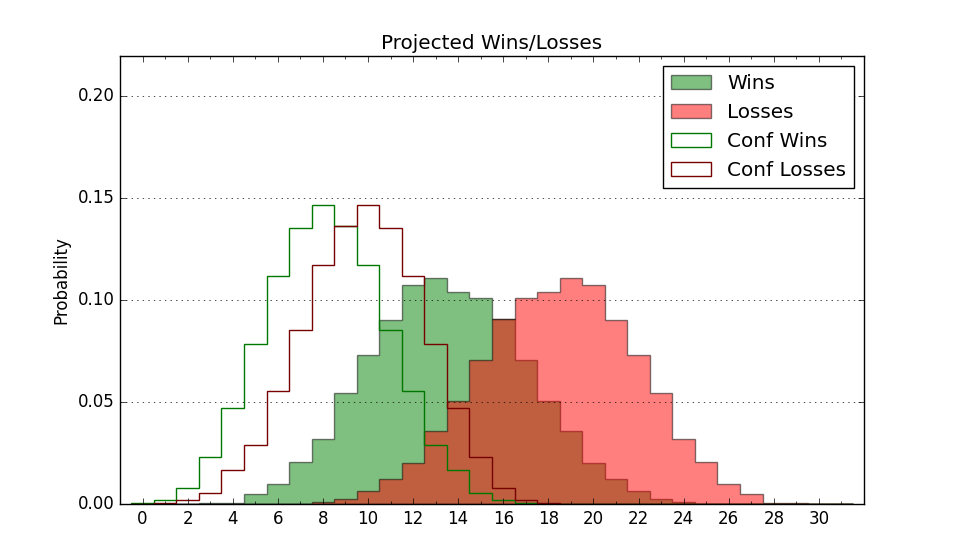 Projected Wins/Losses
Wins
Losses
Conf Wins
Conf Losses
Probability
0.20
0.15
0.10
0.05
0.00
0 2 4 6 8 10 12 14 16 18 20 22 24 26 28 30